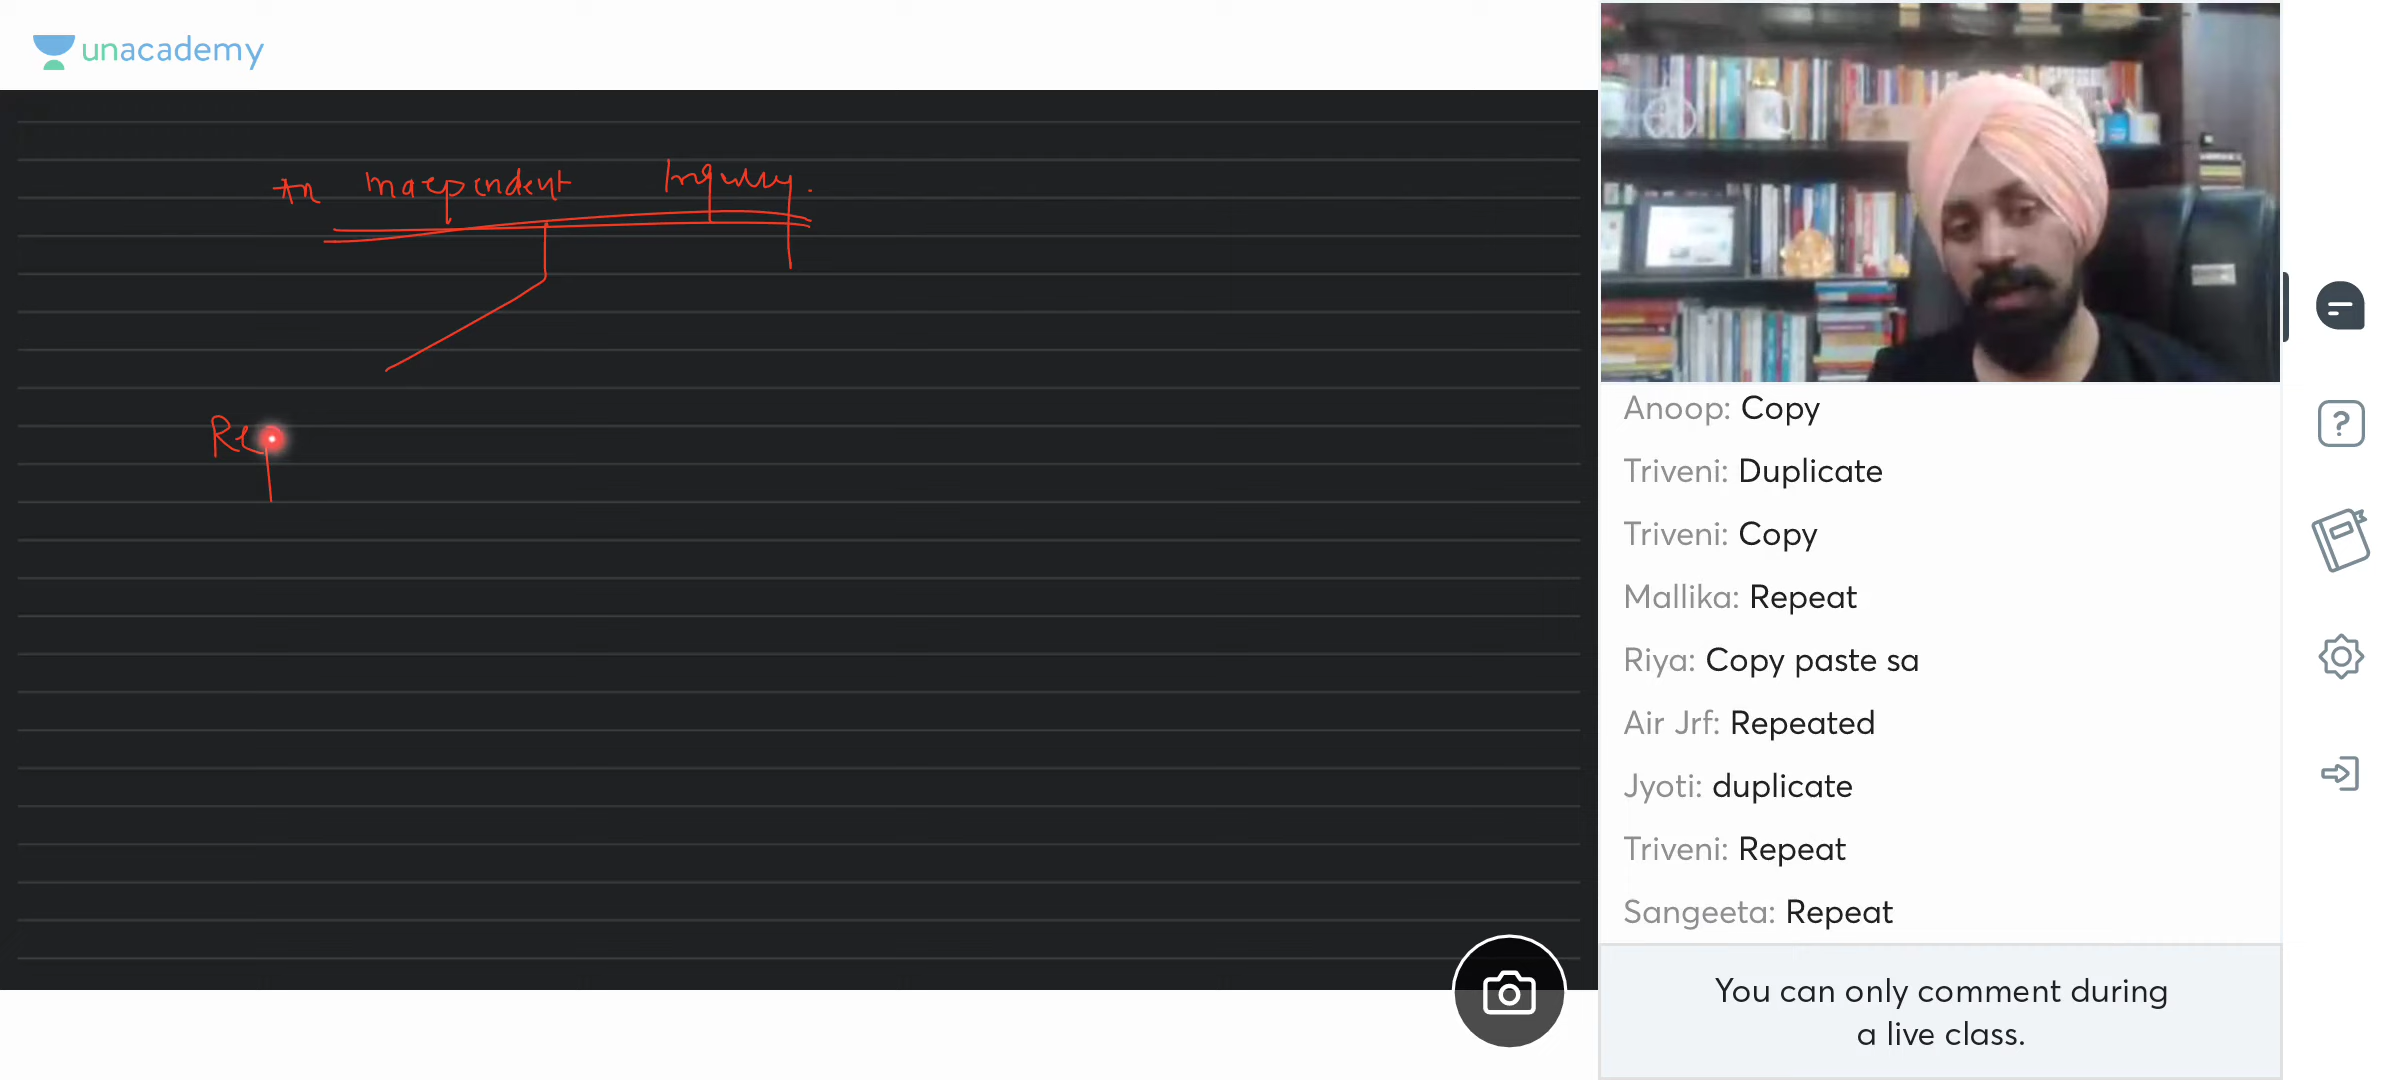 unacademy
An Independent Inquiry.
Rep
Anoop: Copy
Triveni: Duplicate
Triveni: Copy
Mallika: Repeat
Riya: Copy paste sa
Air Jrf: Repeated
Jyoti: duplicate
Triveni: Repeat
Sangeeta: Repeat
You can only comment during
a live class.